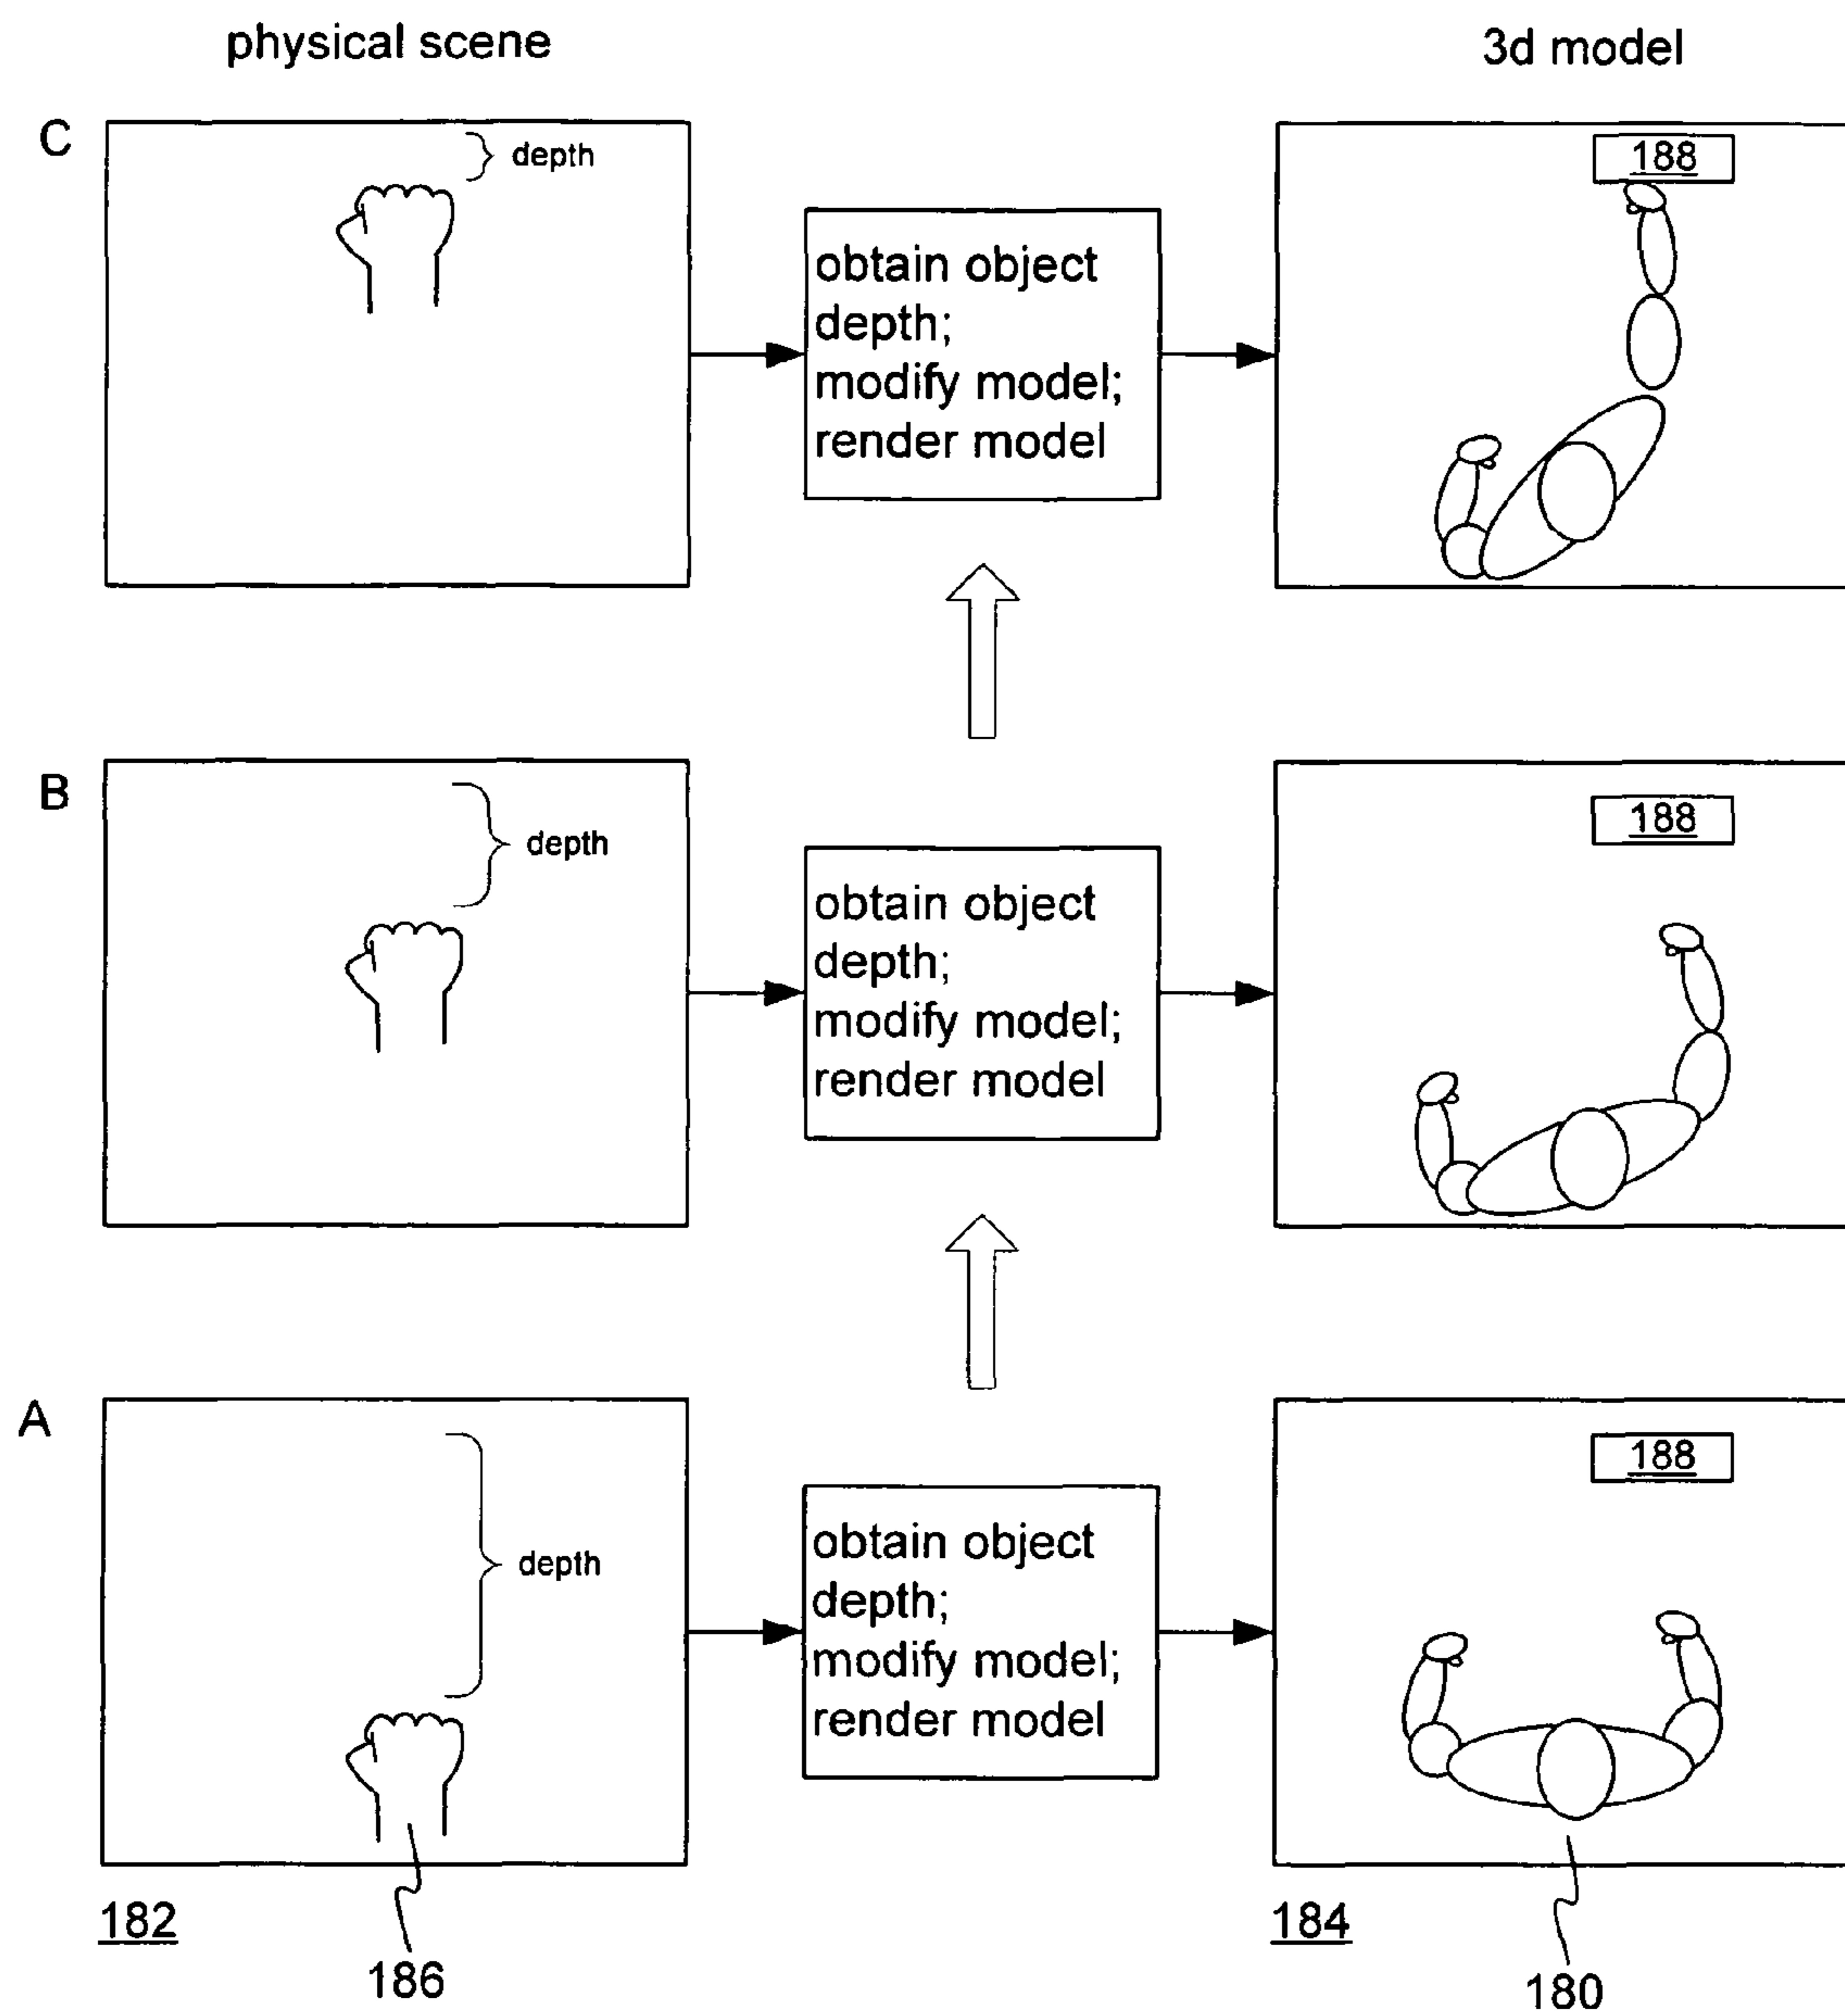 physical scene
3d model
C
depth
obtain object
depth;
modify model;
render model
188
B
depth
obtain object
depth;
modify model;
render model
188
A
depth
obtain object
depth;
modify model;
render model
188
182
186
184
180